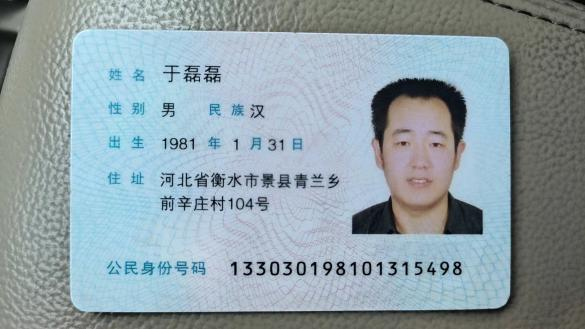 姓名 于磊磊
性别 男 民族 汉
出生 1981 年 1 月 31 日
住址 河北省衡水市景县青兰乡
前辛庄村104号
公民身份号码 133030198101315498